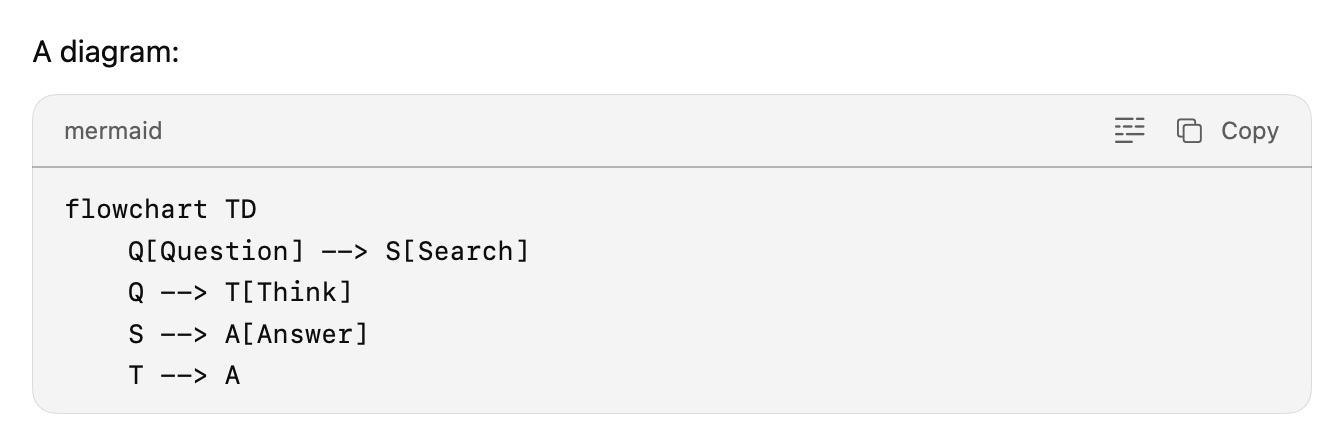 A diagram:
mermaid
Copy
flowchart TD
    Q[Question] --> S[Search]
    Q --> T[Think]
    S --> A[Answer]
    T --> A